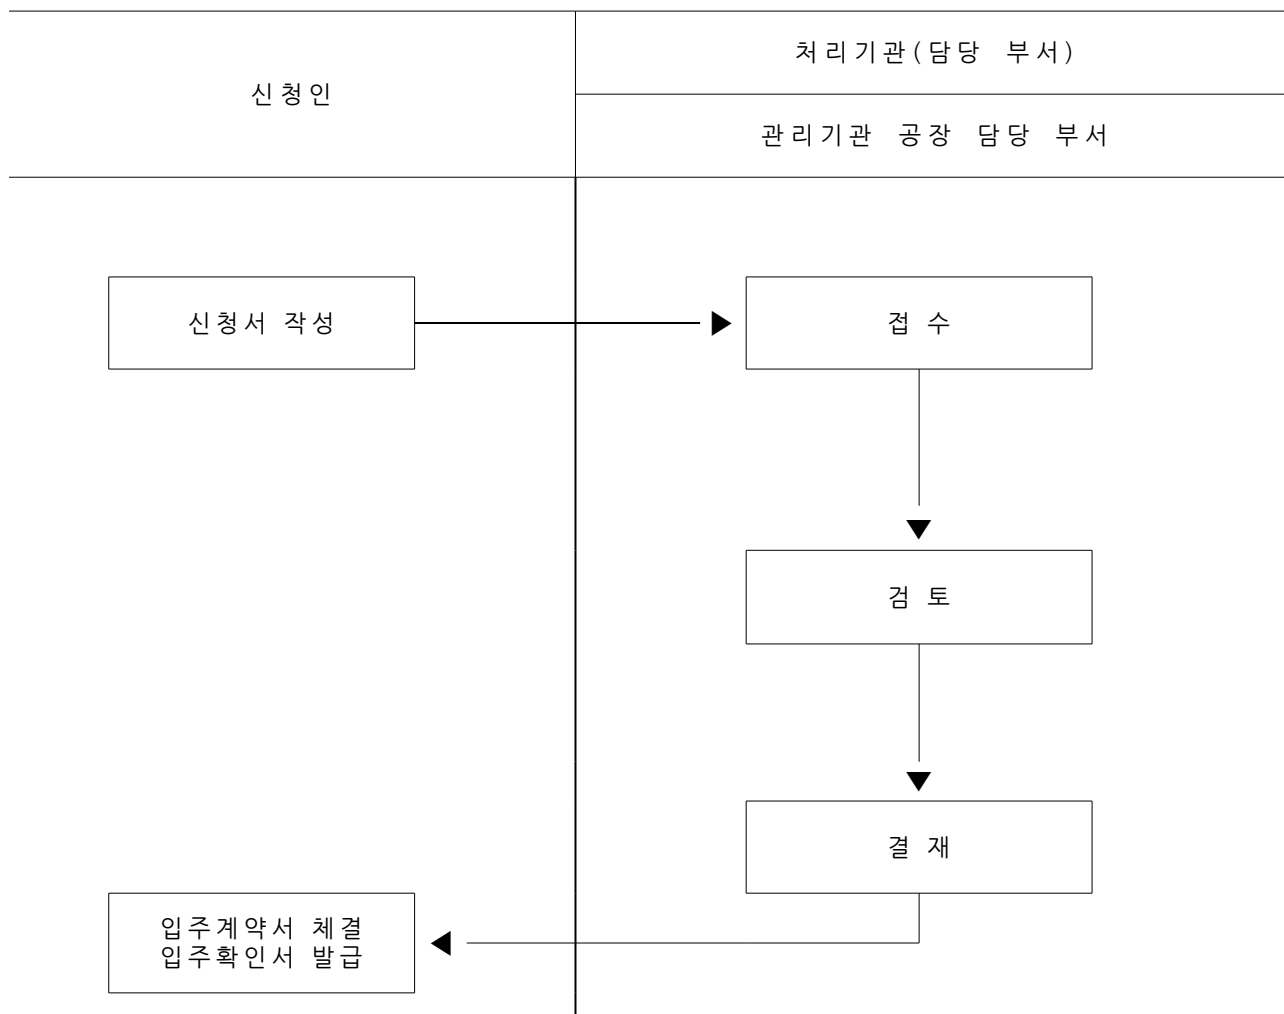 신청인
처리기관(담당 부서)
관리기관 공장 담당 부서
신청서 작성
접 수
검 토
결 재
입주계약서 체결
입주확인서 발급